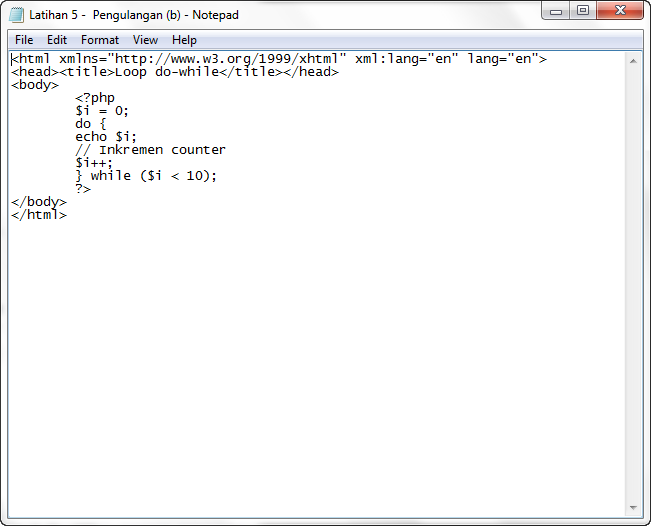 Latihan 5 -  Pengulangan (b) - Notepad
File Edit Format View Help
<html xmlns="http://www.w3.org/1999/xhtml" xml:lang="en" lang="en">
<head><title>Loop do-while</title></head>
<body>
        <?php
        $i = 0;
        do {
        echo $i;
        // Inkremen counter
        $i++;
        } while ($i < 10);
        ?>
</body>
</html>